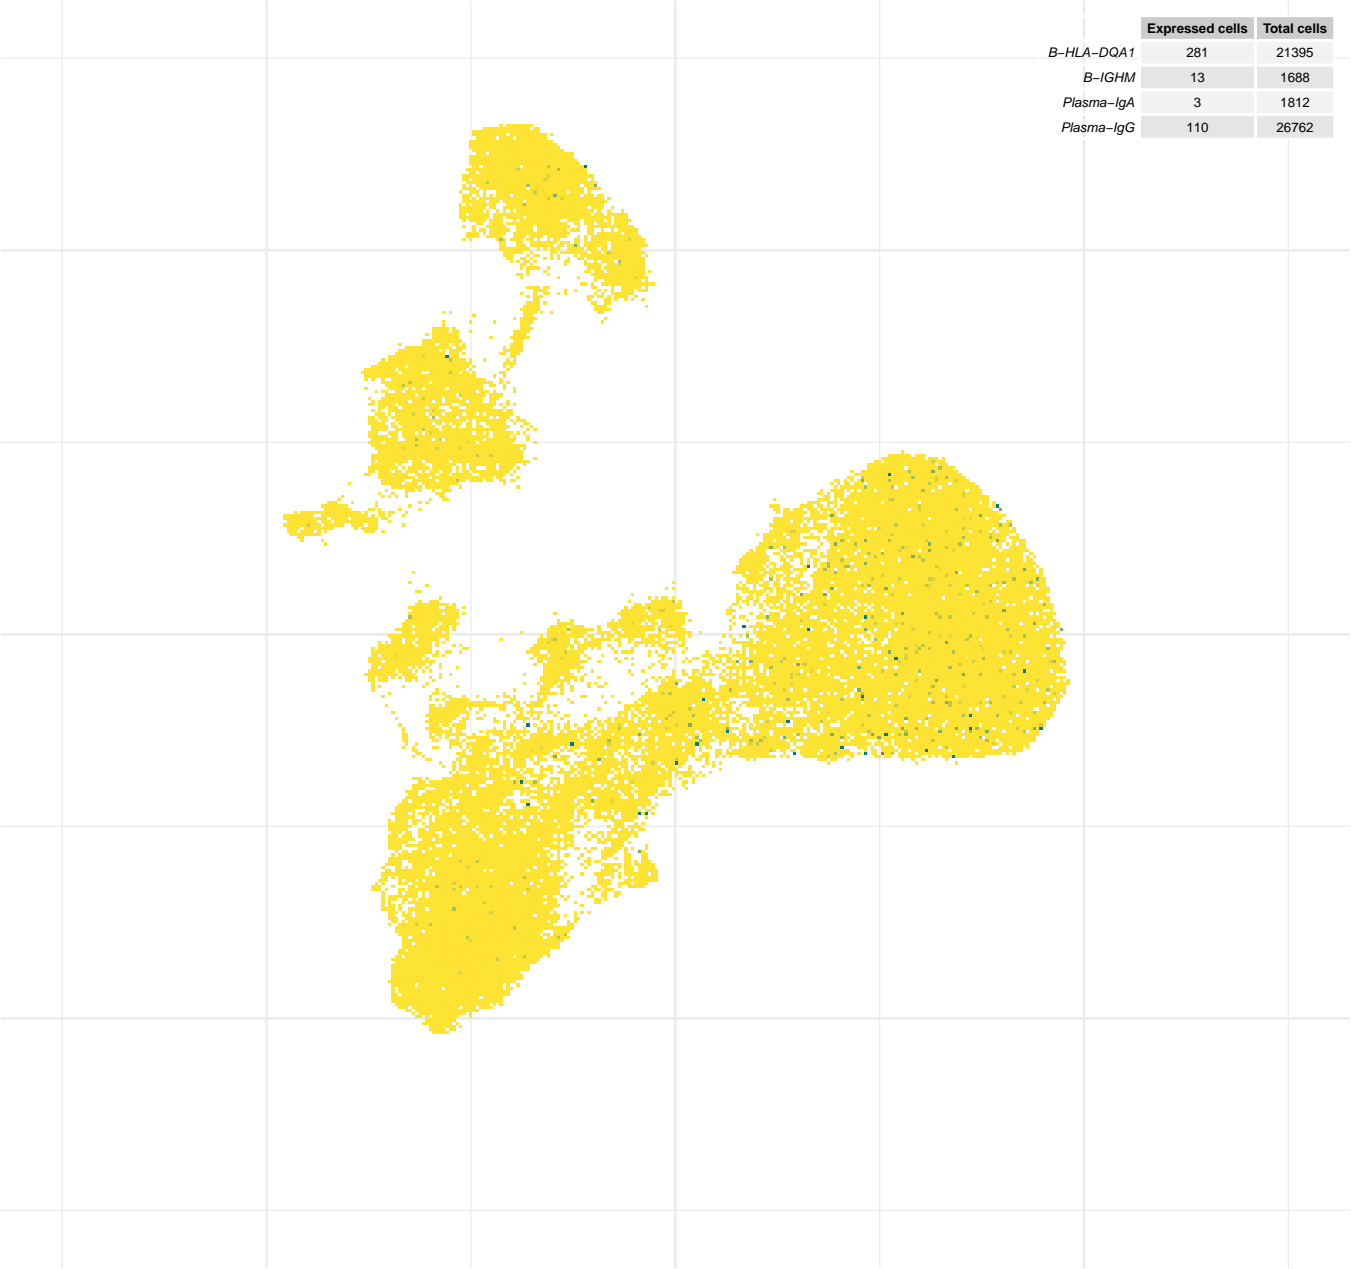 Expressed cells Total cells
B−HLA−DQA1 281 21395
B−IGHM 13 1688
Plasma−IgA 3 1812
Plasma−IgG 110 26762